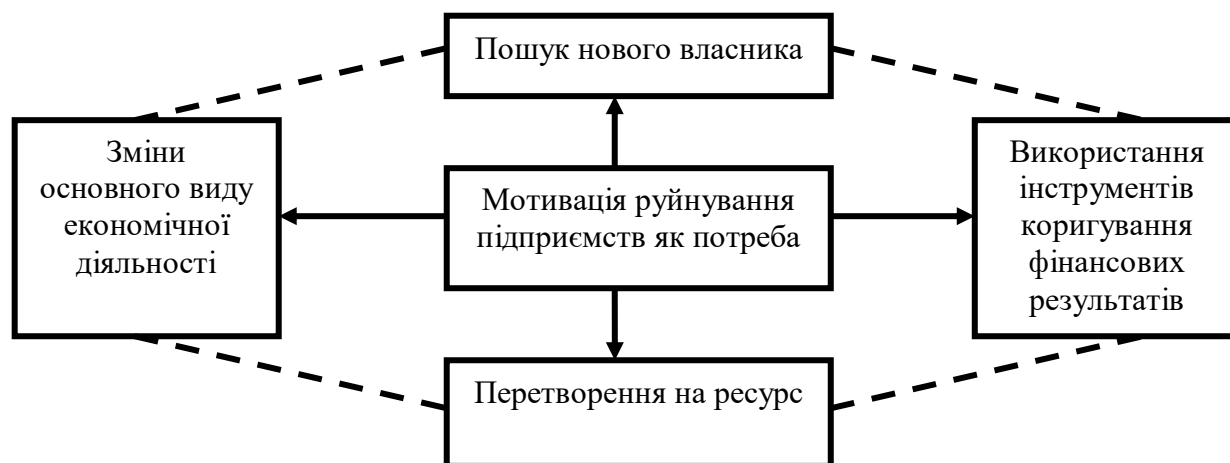 Пошук нового власника
Зміни
основного виду
економічної
діяльності
Мотивація руйнування
підприємств як потреба
Використання
інструментів
коригування
фінансових
результатів
Перетворення на ресурс